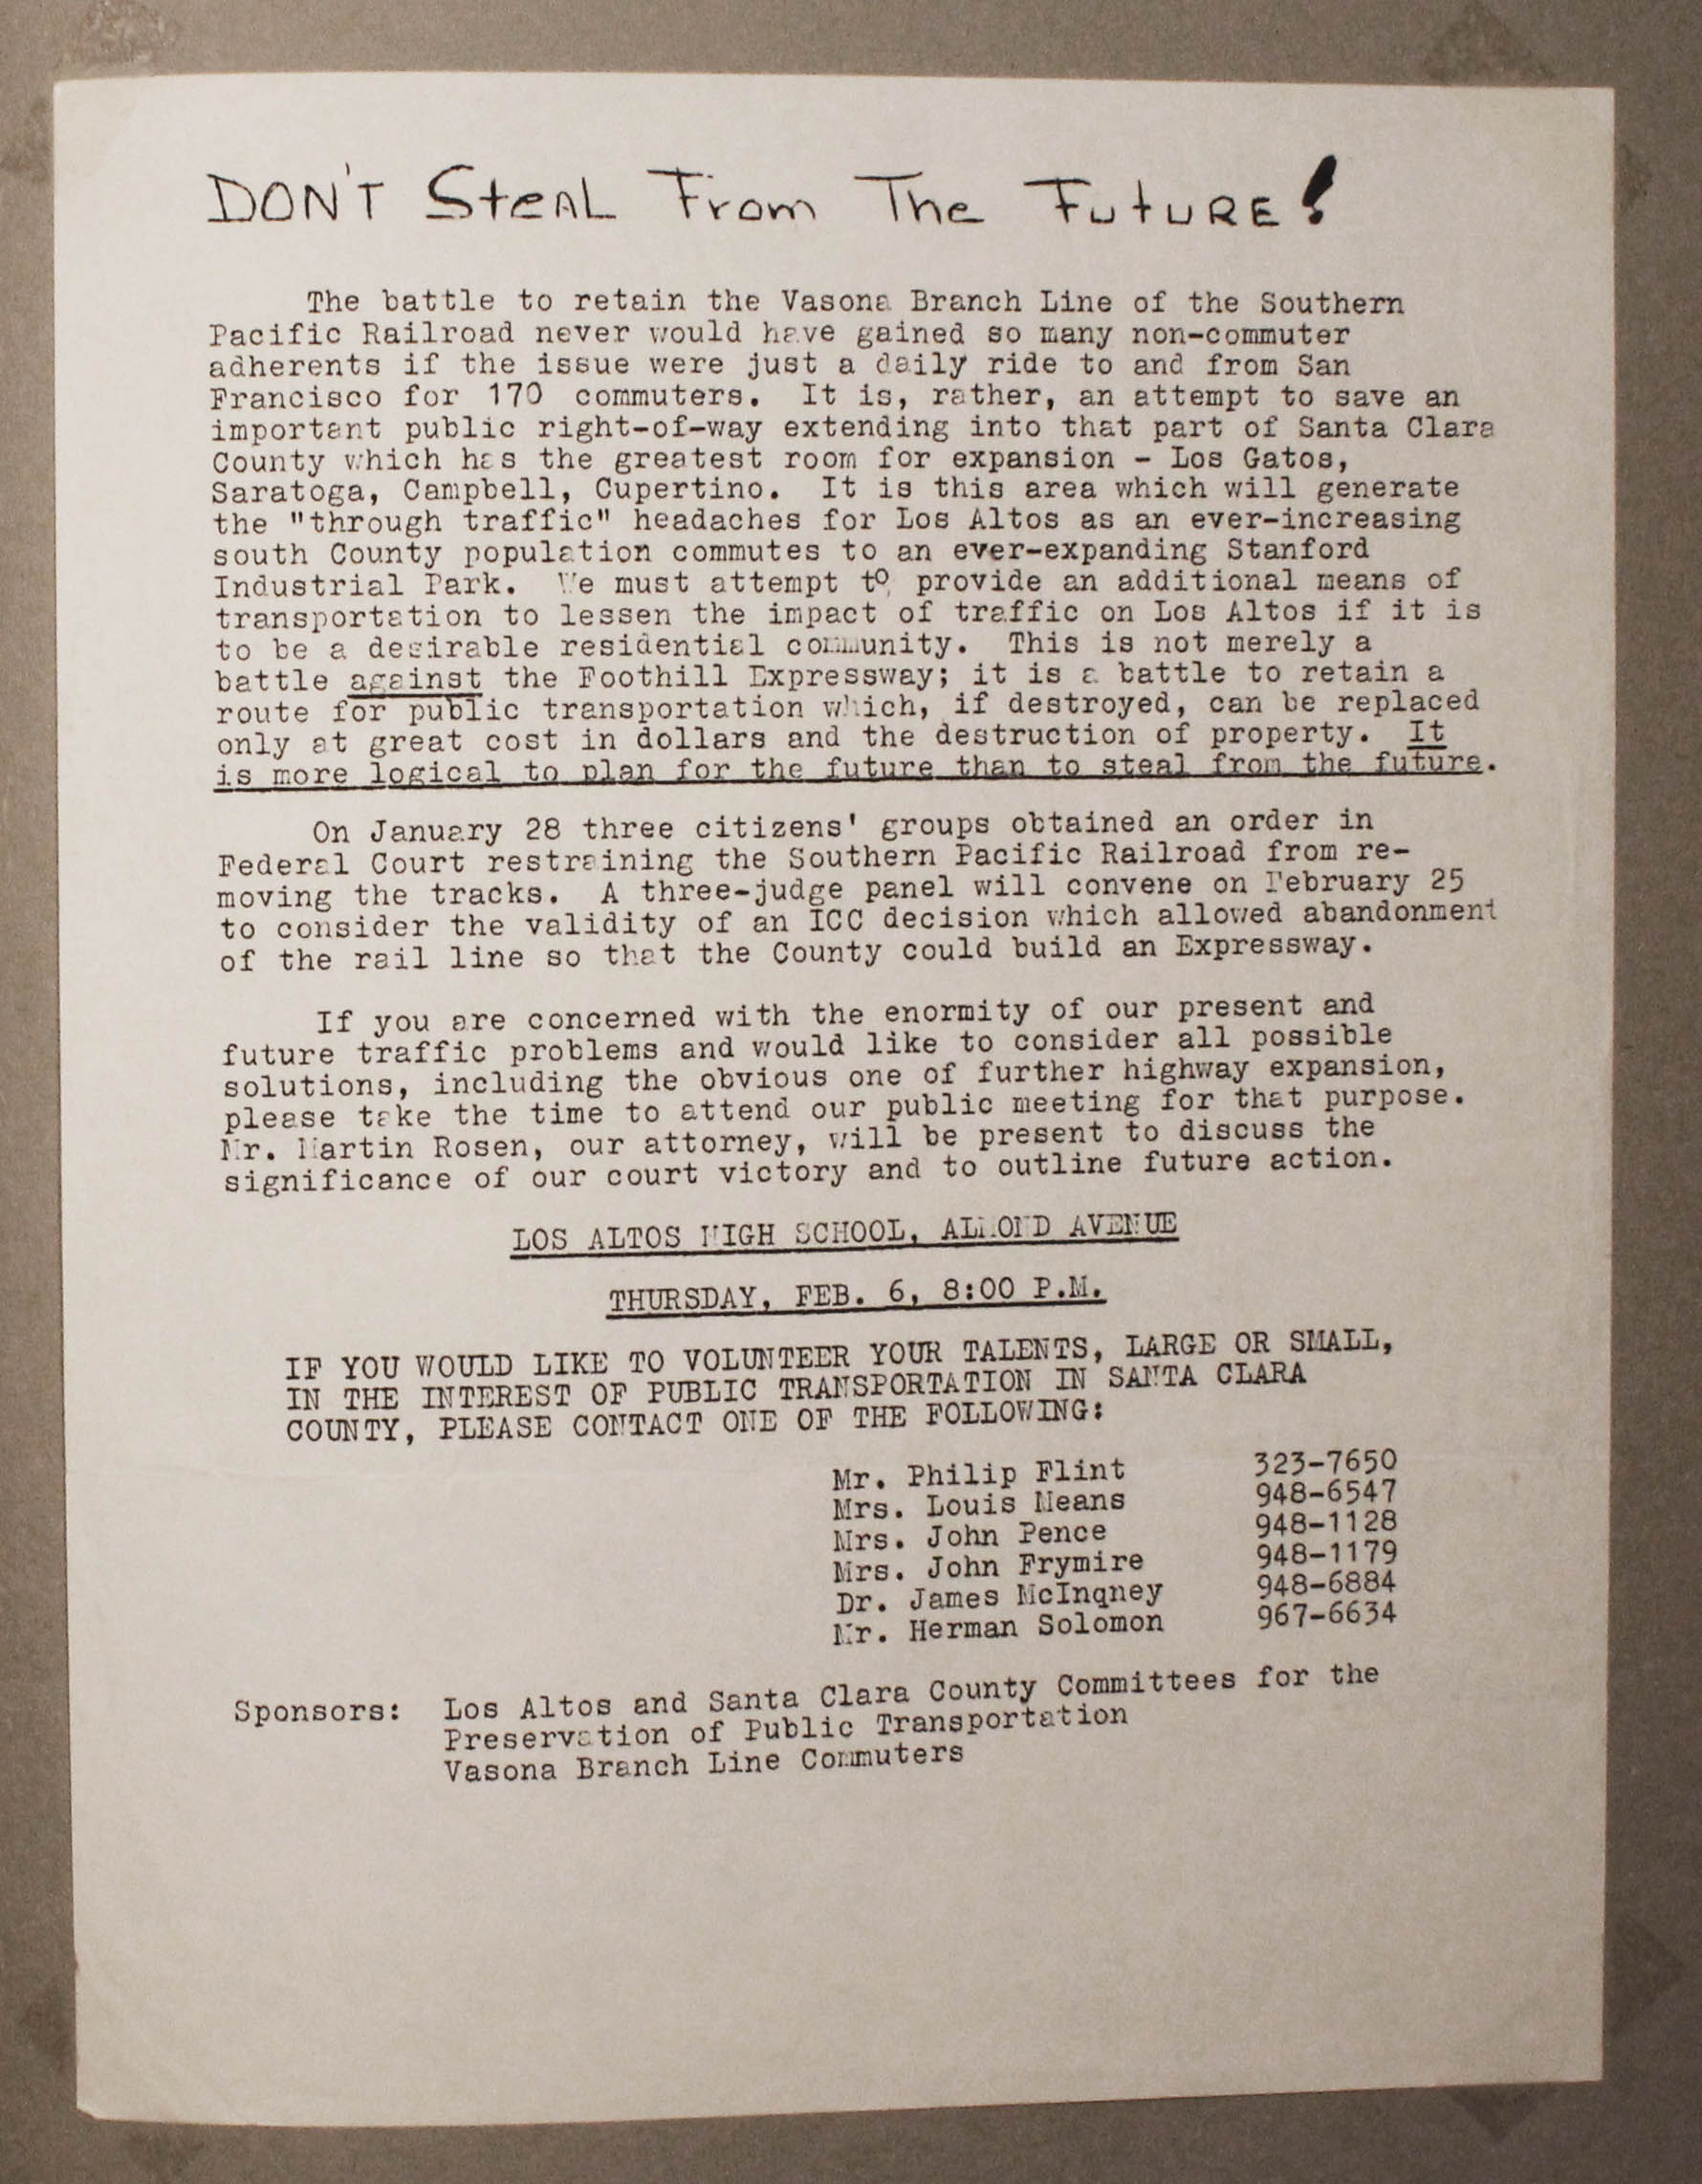 DON'T STEAL From The FUTURE!
The battle to retain the Vasona Branch Line of the Southern
Pacific Railroad never would have gained so many non-commuter
adherents if the issue were just a daily ride to and from San
Francisco for 170 commuters. It is, rather, an attempt to save an
important public right-of-way extending into that part of Santa Clara
County which has the greatest room for expansion - Los Gatos,
Saratoga, Campbell, Cupertino. It is this area which will generate
the "through traffic" headaches for Los Altos as an ever-increasing
south County population commutes to an ever-expanding Stanford
Industrial Park. We must attempt to provide an additional means of
transportation to lessen the impact of traffic on Los Altos if it is
to be a desirable residential community. This is not merely a
battle against the Foothill Expressway; it is a battle to retain a
route for public transportation which, if destroyed, can be replaced
only at great cost in dollars and the destruction of property. It
is more logical to plan for the future than to steal from the future.
On January 28 three citizens' groups obtained an order in
Federal Court restraining the Southern Pacific Railroad from re-
moving the tracks. A three-judge panel will convene on February 25
to consider the validity of an ICC decision which allowed abandonment
of the rail line so that the County could build an Expressway.
If you are concerned with the enormity of our present and
future traffic problems and would like to consider all possible
solutions, including the obvious one of further highway expansion,
please take the time to attend our public meeting for that purpose.
Mr. Martin Rosen, our attorney, will be present to discuss the
significance of our court victory and to outline future action.
LOS ALTOS HIGH SCHOOL, ALMOND AVENUE
THURSDAY, FEB. 6, 8:00 P.M.
IF YOU WOULD LIKE TO VOLUNTEER YOUR TALENTS, LARGE OR SMALL,
IN THE INTEREST OF PUBLIC TRANSPORTATION IN SANTA CLARA
COUNTY, PLEASE CONTACT ONE OF THE FOLLOWING:
Mr. Philip Flint 323-7650
Mrs. Louis Means 948-6547
Mrs. John Pence 948-1128
Mrs. John Frymire 948-1179
Dr. James McInqney 948-6884
Mr. Herman Solomon 967-6634
Sponsors: Los Altos and Santa Clara County Committees for the
Preservation of Public Transportation
Vasona Branch Line Commuters